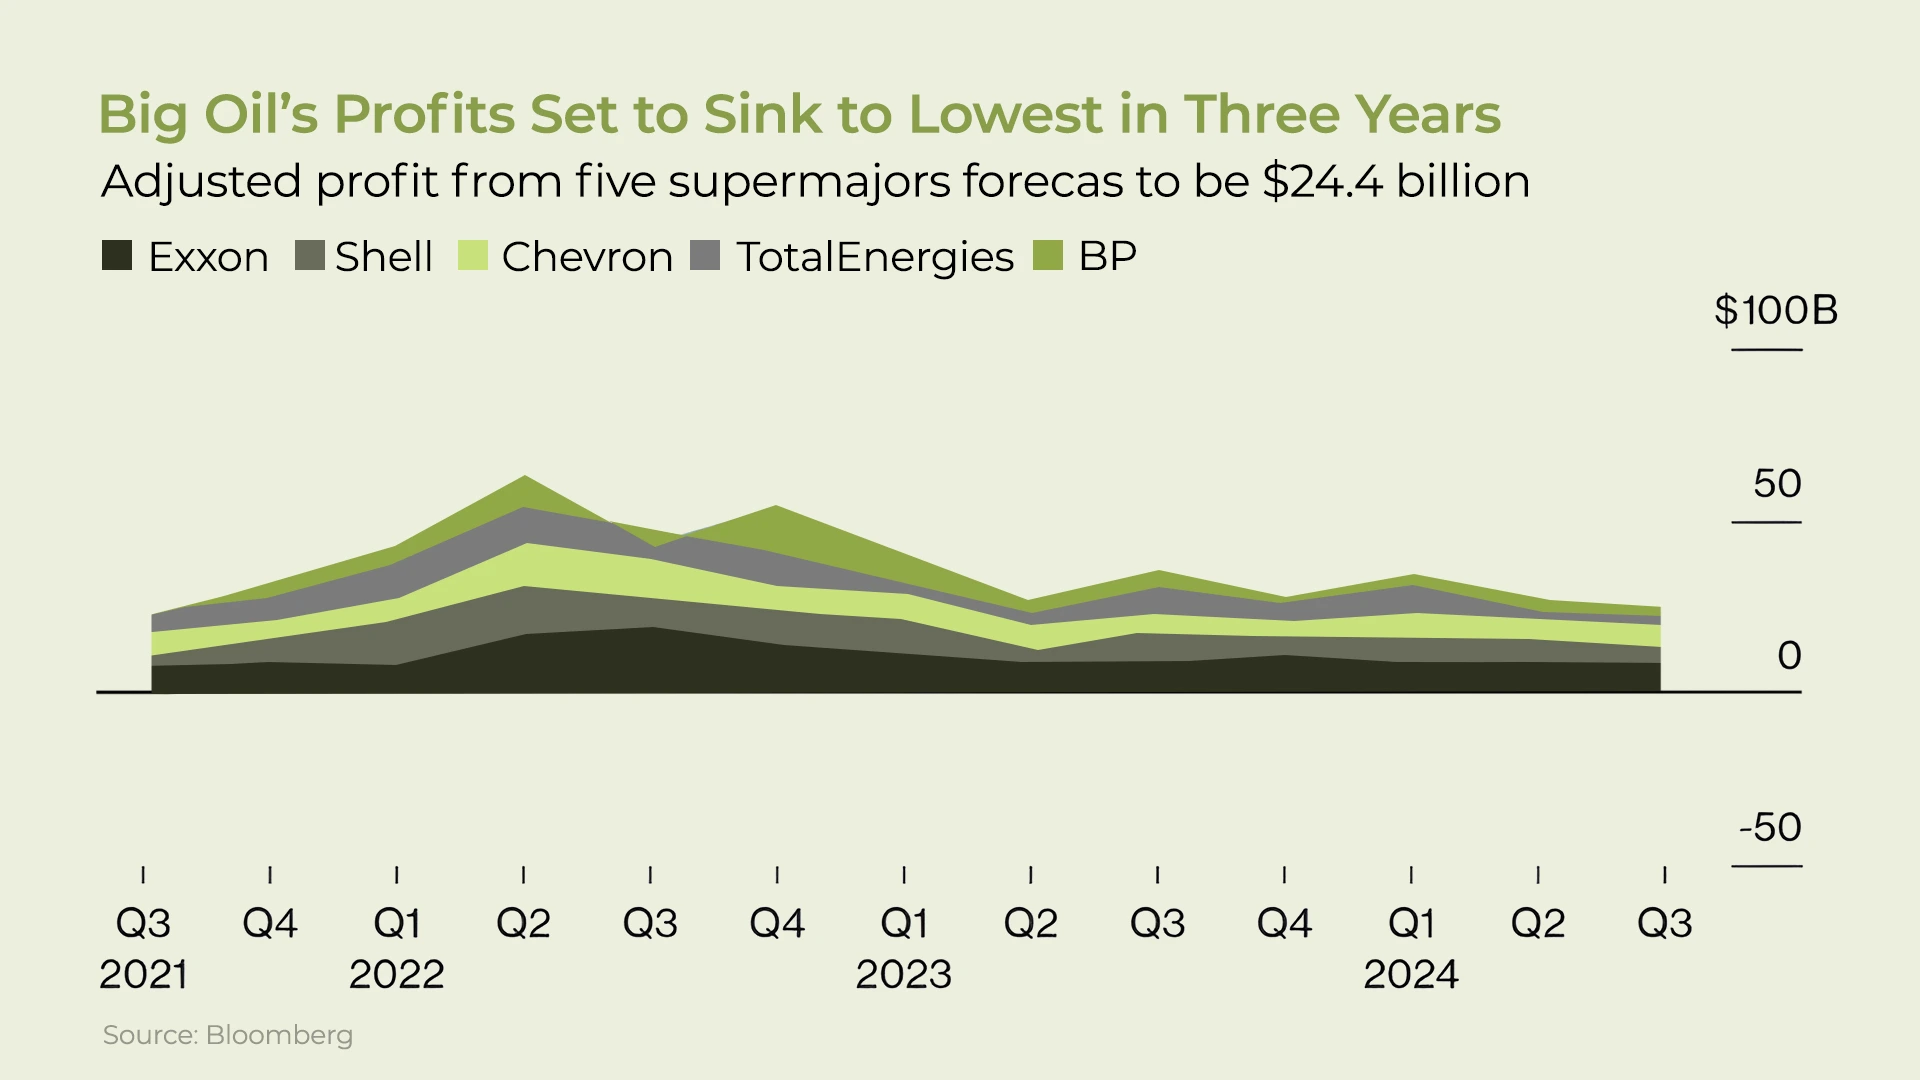 Big Oil’s Profits Set to Sink to Lowest in Three Years
Adjusted profit from five supermajors forecas to be $24.4 billion
Exxon Shell Chevron TotalEnergies BP
$100B
50
0
-50
Q3 Q4 Q1 Q2 Q3 Q4 Q1 Q2 Q3 Q4 Q1 Q2 Q3
2021 2022 2023 2024
Source: Bloomberg